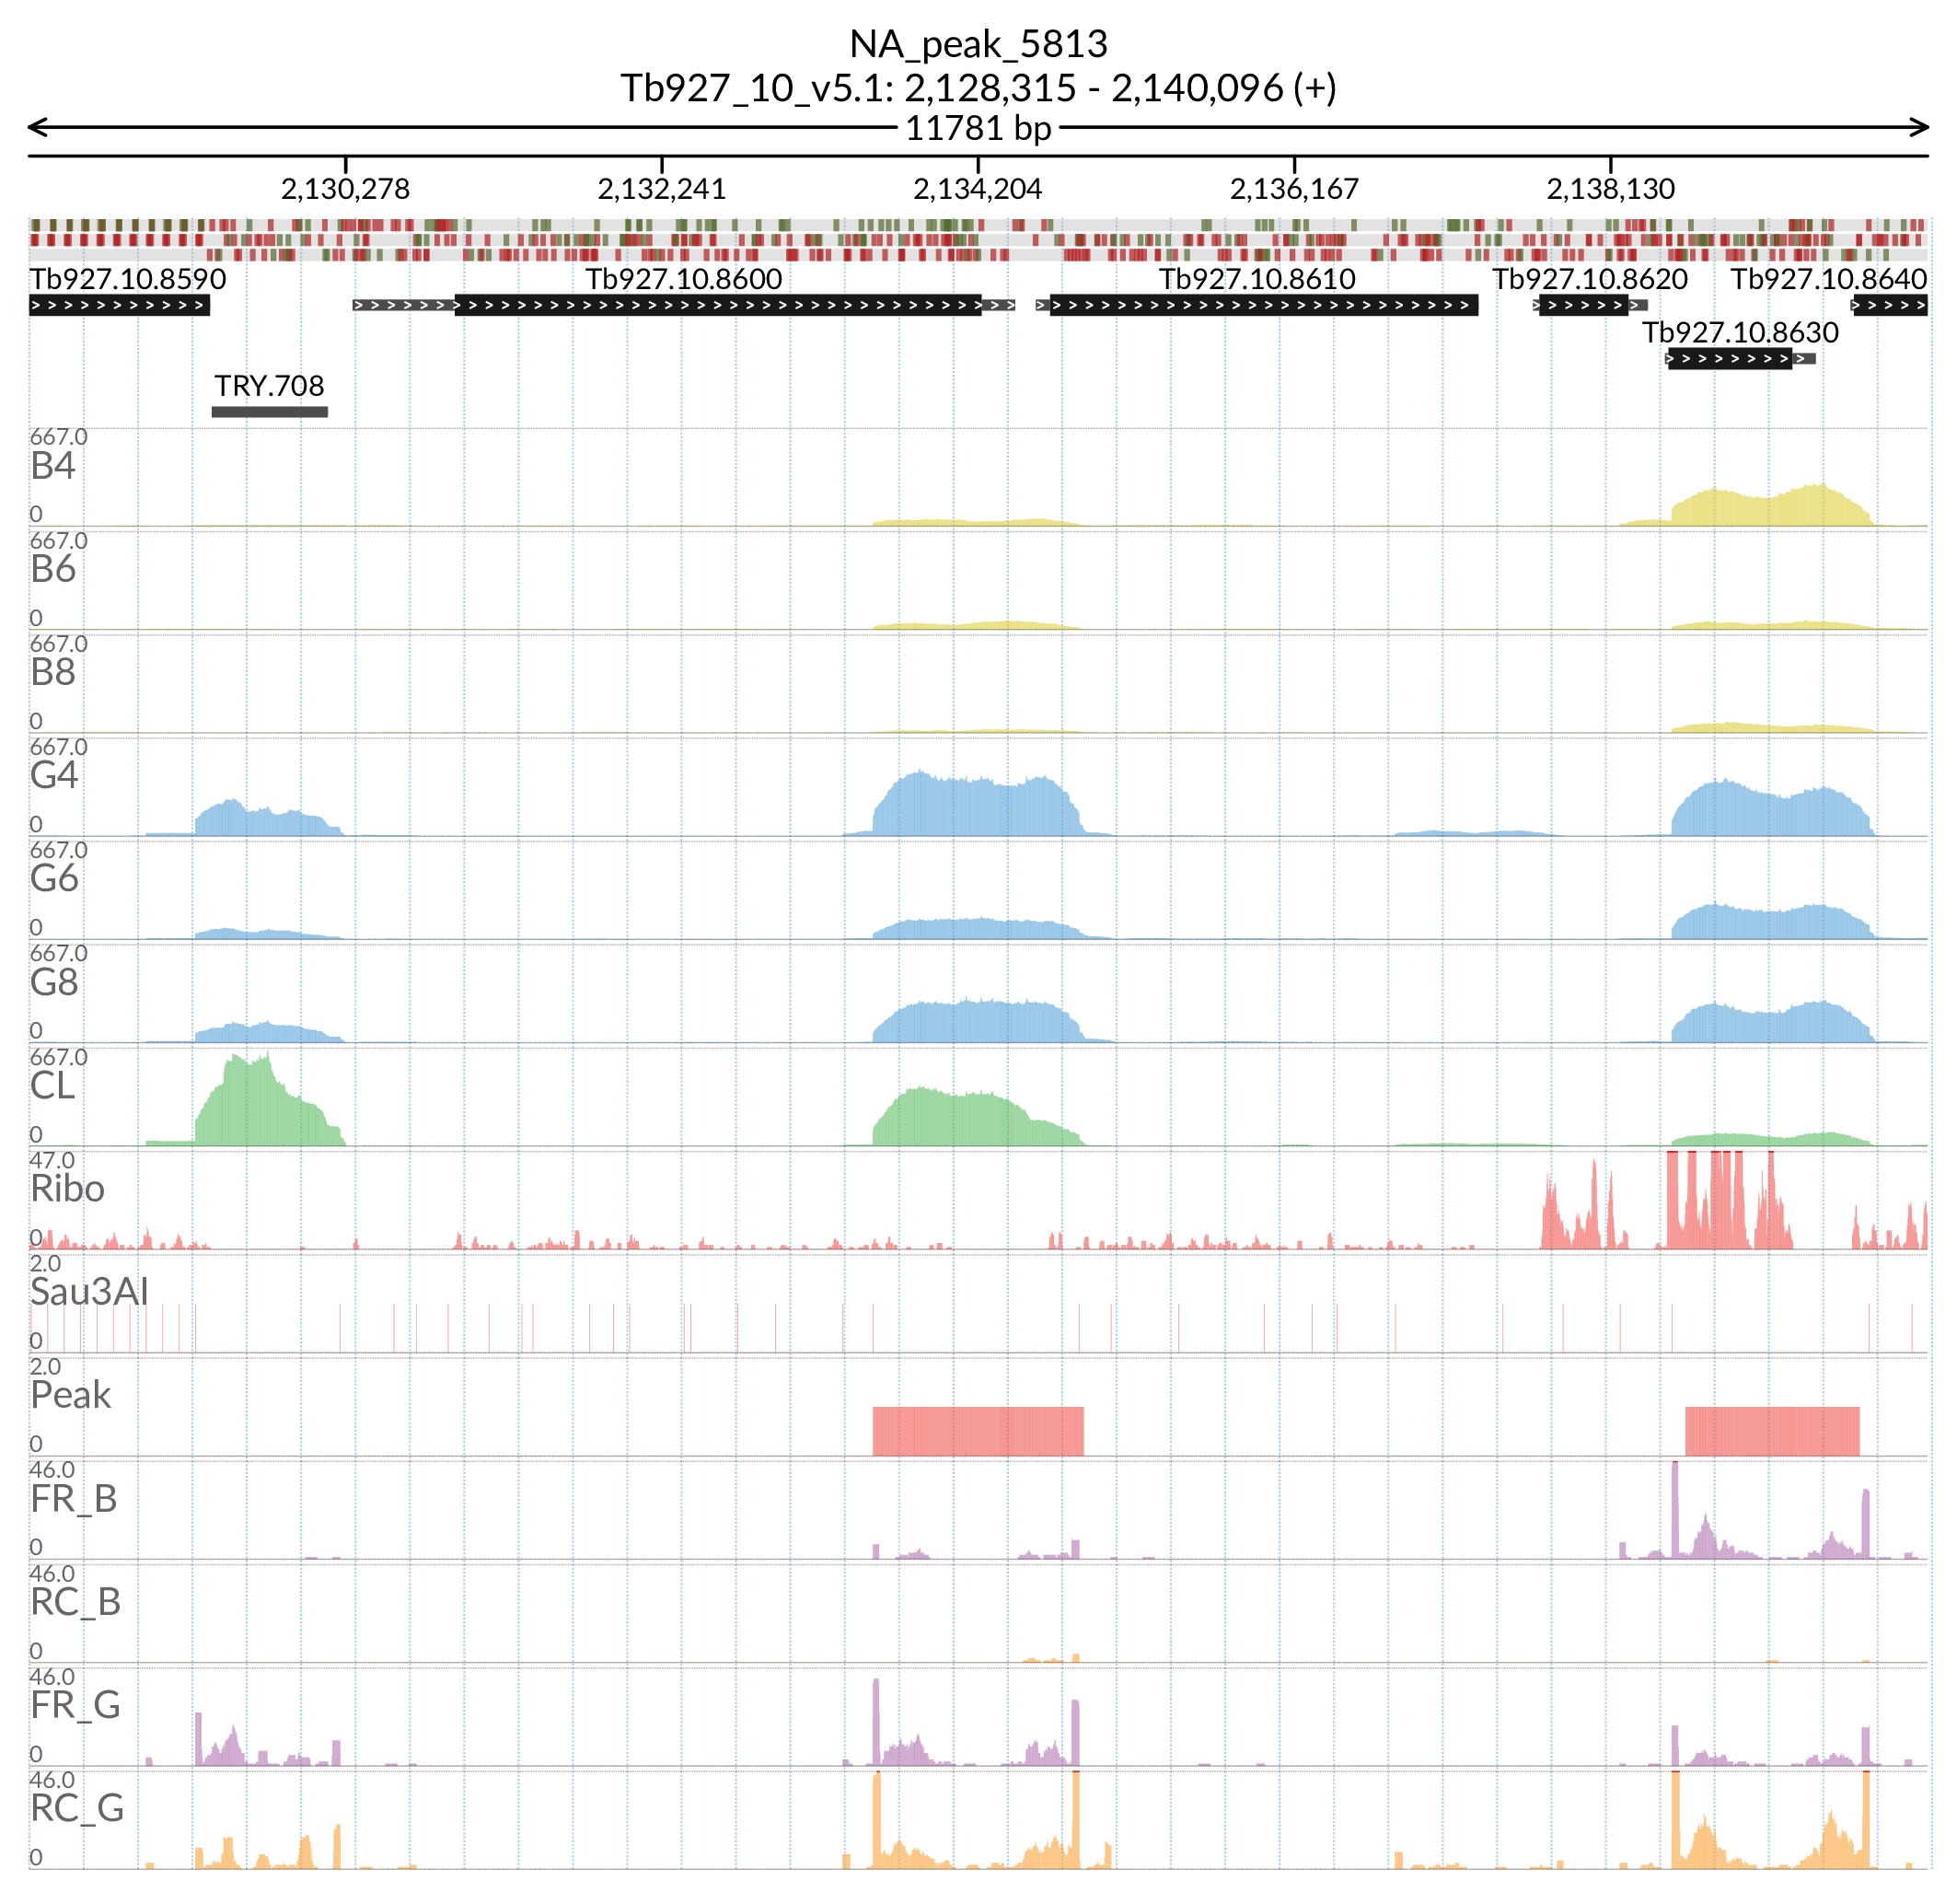 NA_peak_5813
Tb927_10_v5.1: 2,128,315 - 2,140,096 (+)
11781 bp
2,130,278 2,132,241 2,134,204 2,136,167 2,138,130
Tb927.10.8590 Tb927.10.8600 Tb927.10.8610 Tb927.10.8620 Tb927.10.8640
Tb927.10.8630
TRY.708
667.0
B4
0
667.0
B6
0
667.0
B8
0
667.0
G4
0
667.0
G6
0
667.0
G8
0
667.0
CL
0
47.0
Ribo
0
2.0
Sau3AI
0
2.0
Peak
0
46.0
FR_B
0
46.0
RC_B
0
46.0
FR_G
0
46.0
RC_G
0